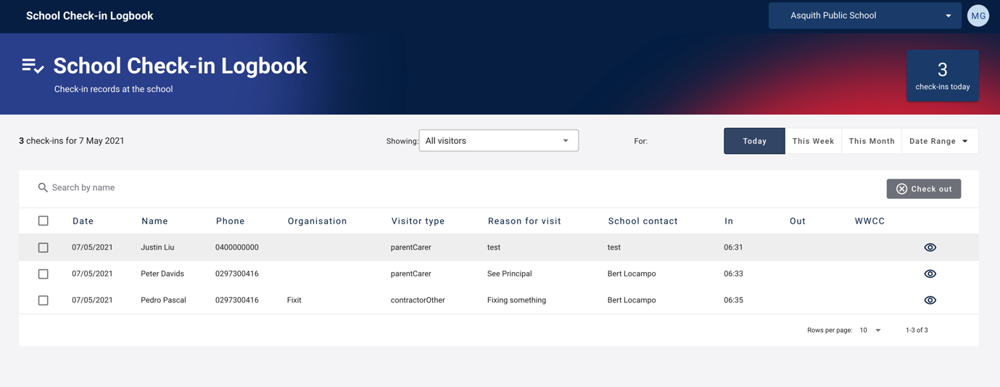 School Check-in Logbook
Asquith Public School
MG
School Check-in Logbook
Check-in records at the school
3
check-ins today
3 check-ins for 7 May 2021
Showing: All visitors
For:
Today This Week This Month Date Range
Search by name
Check out
Date Name Phone Organisation Visitor type Reason for visit School contact In Out WWCC
07/05/2021 Justin Liu 0400000000 parentCarer test test 06:31
07/05/2021 Peter Davids 0297300416 parentCarer See Principal Bert Locampo 06:33
07/05/2021 Pedro Pascal 0297300416 Fixit contractorOther Fixing something Bert Locampo 06:35
Rows per page: 10 1-3 of 3